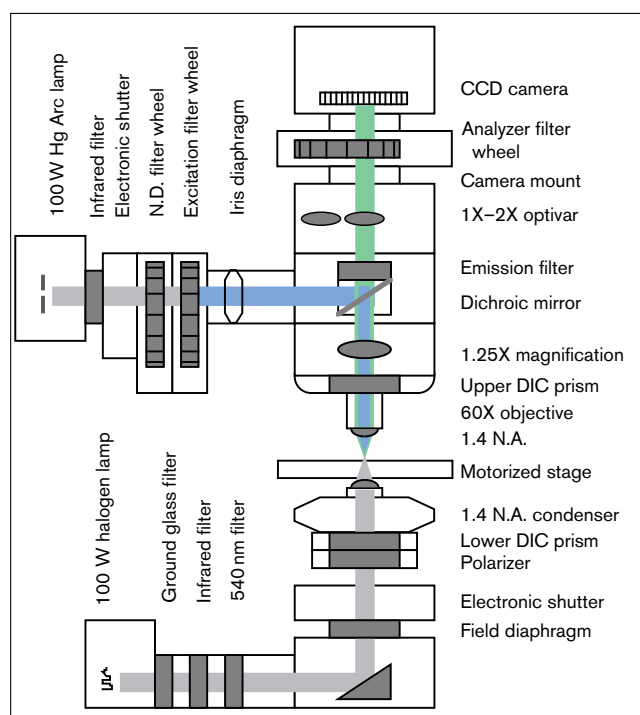 100 W Hg Arc lamp
Infrared filter
Electronic shutter
N.D. filter wheel
Excitation filter wheel
Iris diaphragm
CCD camera
Analyzer filter
wheel
Camera mount
1X–2X optivar
Emission filter
Dichroic mirror
1.25X magnification
Upper DIC prism
60X objective
1.4 N.A.
Motorized stage
1.4 N.A. condenser
Lower DIC prism
Polarizer
Electronic shutter
Field diaphragm
100 W halogen lamp
Ground glass filter
Infrared filter
540 nm filter